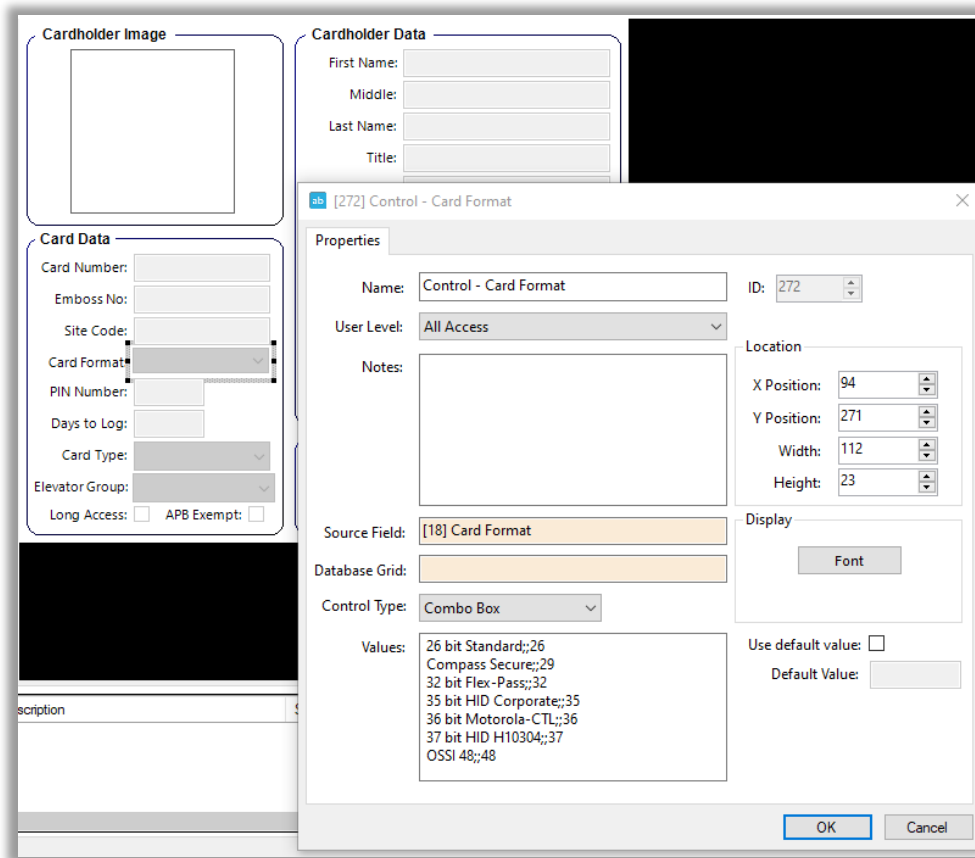 Cardholder Image
Cardholder Data
First Name:
Middle:
Last Name:
Title:
Card Data
Card Number:
Emboss No:
Site Code:
Card Format:
PIN Number:
Days to Log:
Card Type:
Elevator Group:
Long Access:
APB Exempt:
scription
ab [272] Control - Card Format
Properties
Name: Control - Card Format
ID: 272
User Level: All Access
Notes:
Location
X Position: 94
Y Position: 271
Width: 112
Height: 23
Source Field: [18] Card Format
Database Grid:
Control Type: Combo Box
Display
Font
Values:
26 bit Standard;;26
Compass Secure;;29
32 bit Flex-Pass;;32
35 bit HID Corporate;;35
36 bit Motorola-CTL;;36
37 bit HID H10304;;37
OSSI 48;;48
Use default value:
Default Value:
OK
Cancel